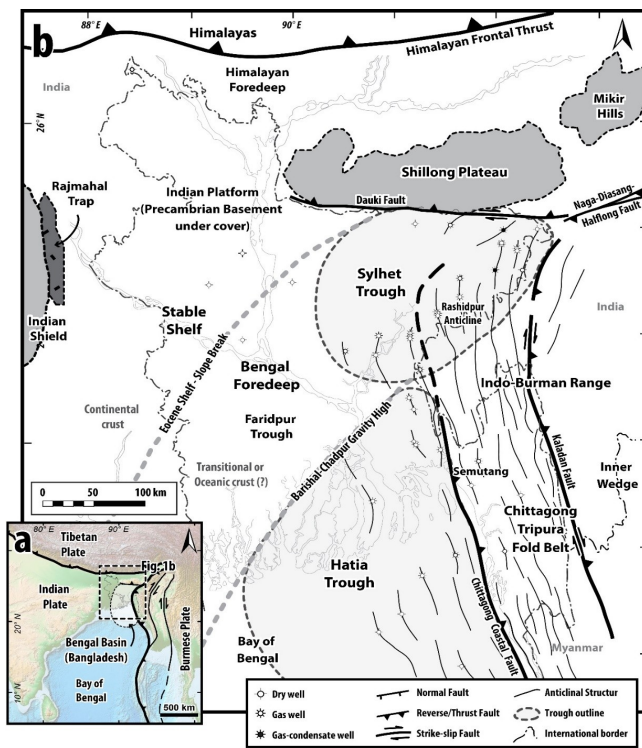 88° E
90° E
b
Himalayas
Himalayan Frontal Thrust
Himalayan
Foredeep
India
26° N
Mikir
Hills
Shillong Plateau
Rajmahal
Trap
Indian Platform
(Precambrian Basement
under cover)
Dauki Fault
Naga-Diasang-
Halflong Fault
Sylhet
Trough
Rashidpur
Anticline
India
Indian
Shield
Stable
Shelf
Eocene Shelf - Slope Break
Bengal
Foredeep
Indo-Burman Range
Continental
crust
Faridpur
Trough
Barishal-Chadpur Gravity High
Kaladan Fault
Transitional or
Oceanic crust (?)
Semutang
Inner
Wedge
0 50 100 km
Chittagong
Tripura
Fold Belt
Hatia
Trough
Chittagong Coastal Fault
Bay of
Bengal
Myanmar
a
80° E
90° E
Tibetan
Plate
Fig. 1b
Indian
Plate
20° N
Burmese Plate
Bengal Basin
(Bangladesh)
Bay of
Bengal
10° N
500 km
Dry well
Normal Fault
Anticlinal Structur
Gas well
Reverse/Thrust Fault
Trough outline
Gas-condensate well
Strike-slip Fault
International border